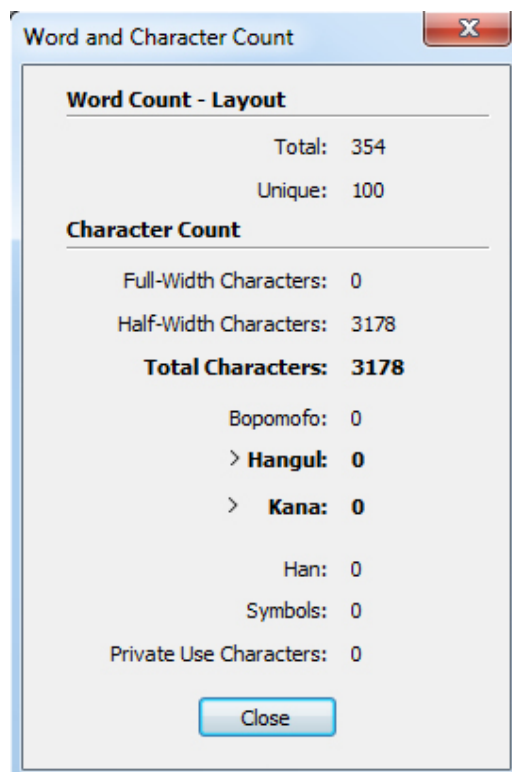 Word and Character Count
Word Count - Layout
Total: 354
Unique: 100
Character Count
Full-Width Characters: 0
Half-Width Characters: 3178
Total Characters: 3178
Bopomofo: 0
> Hangul: 0
> Kana: 0
Han: 0
Symbols: 0
Private Use Characters: 0
Close